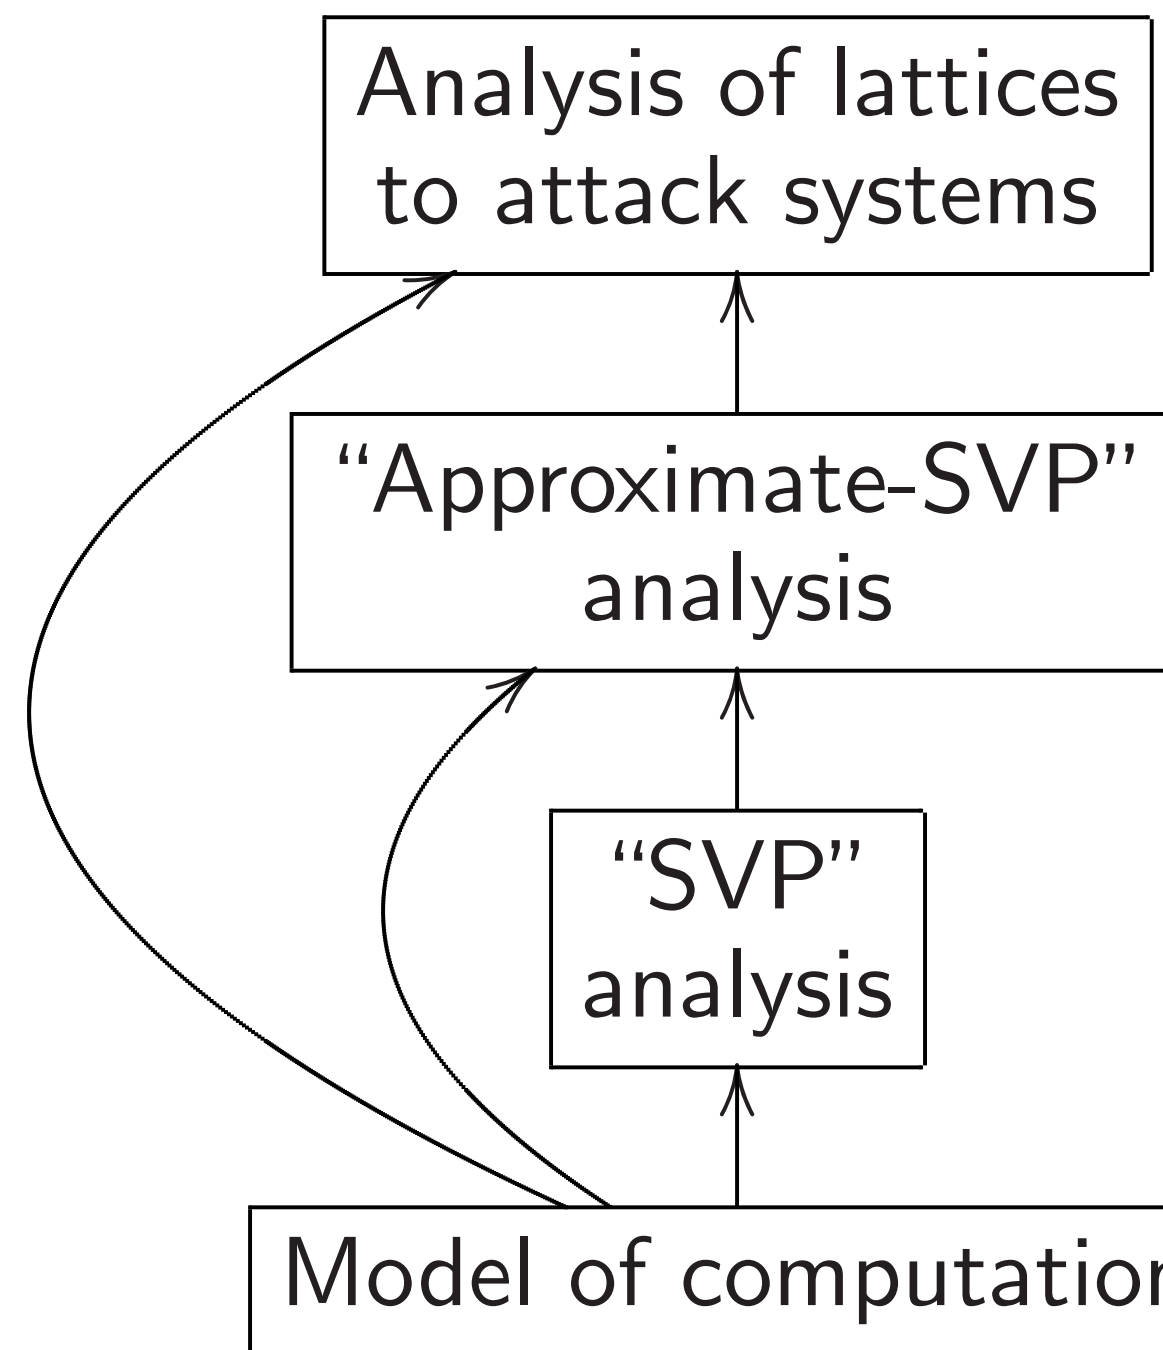 Analysis of lattices
to attack systems
“Approximate-SVP”
analysis
“SVP”
analysis
Model of computation